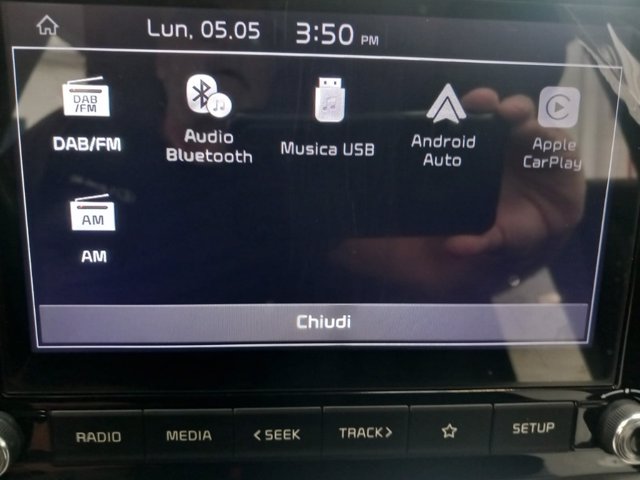 Lun, 05.05 3:50 PM
DAB
/FM
DAB/FM
Audio
Bluetooth
Musica USB
Android
Auto
Apple
CarPlay
AM
AM
Chiudi
RADIO
MEDIA
<SEEK
TRACK>
SETUP